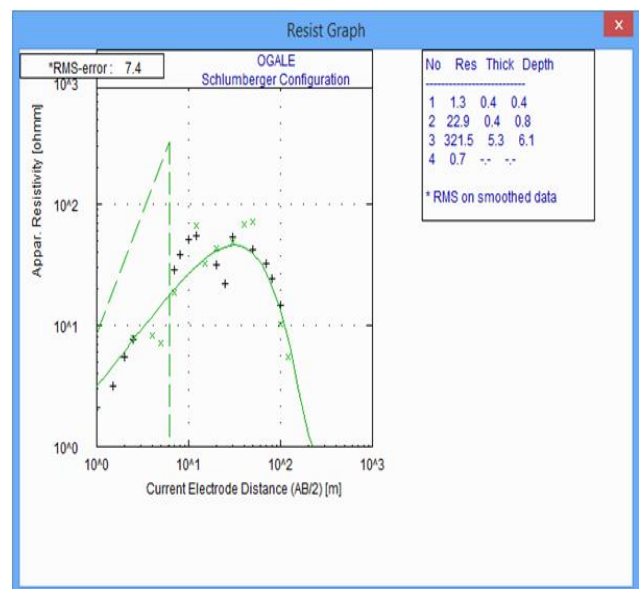 Resist Graph
x
*RMS-error : 7.4
OGALE
Schlumberger Configuration
10^3
10^2
10^1
10^0
Appar. Resistivity [ohmm]
10^0 10^1 10^2 10^3
Current Electrode Distance (AB/2) [m]
No Res Thick Depth
------------------------
1 1.3 0.4 0.4
2 22.9 0.4 0.8
3 321.5 5.3 6.1
4 0.7 -.- -.-
* RMS on smoothed data